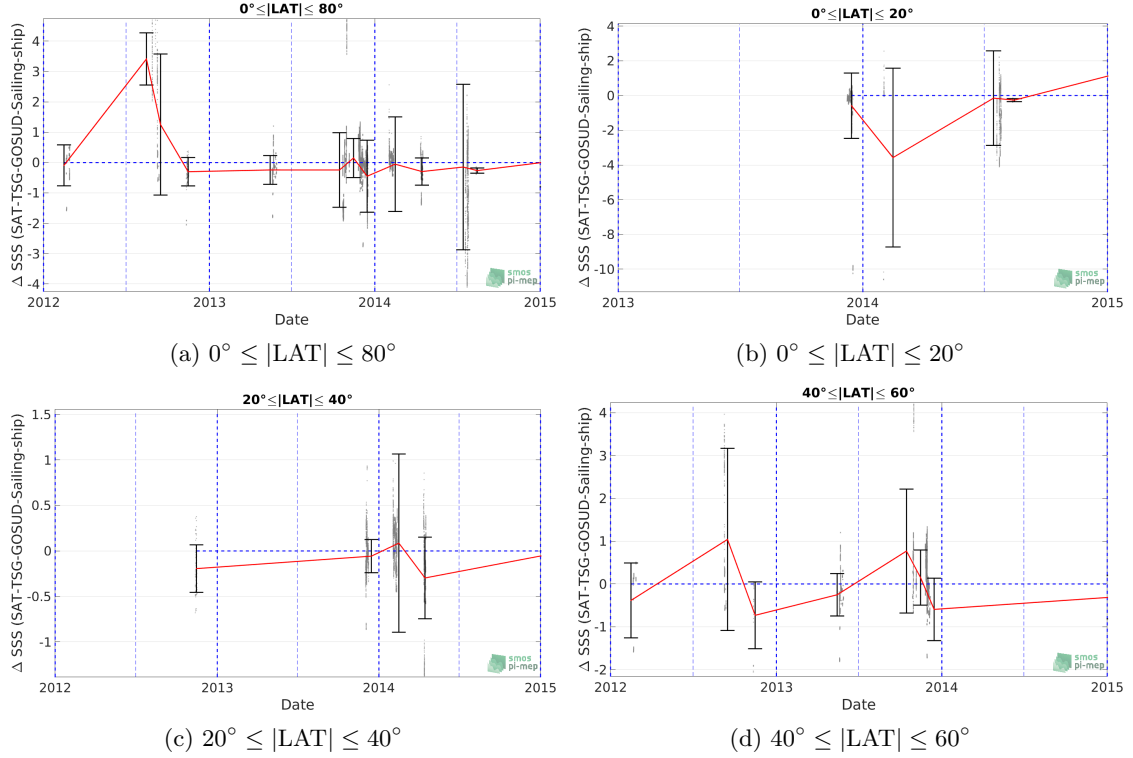 0°≤|LAT|≤ 80°
Δ SSS (SAT-TSG-GOSUD-Sailing-ship)
4
3
2
1
0
-1
-2
-3
-4
2012
2013
2014
2015
Date
smos
pi-mep
(a) 0° ≤ |LAT| ≤ 80°
0°≤|LAT|≤ 20°
Δ SSS (SAT-TSG-GOSUD-Sailing-ship)
4
2
0
-2
-4
-6
-8
-10
2013
2014
2015
Date
smos
pi-mep
(b) 0° ≤ |LAT| ≤ 20°
20°≤|LAT|≤ 40°
Δ SSS (SAT-TSG-GOSUD-Sailing-ship)
1.5
1
0.5
0
-0.5
-1
2012
2013
2014
2015
Date
smos
pi-mep
(c) 20° ≤ |LAT| ≤ 40°
40°≤|LAT|≤ 60°
Δ SSS (SAT-TSG-GOSUD-Sailing-ship)
4
3
2
1
0
-1
-2
2012
2013
2014
2015
Date
smos
pi-mep
(d) 40° ≤ |LAT| ≤ 60°